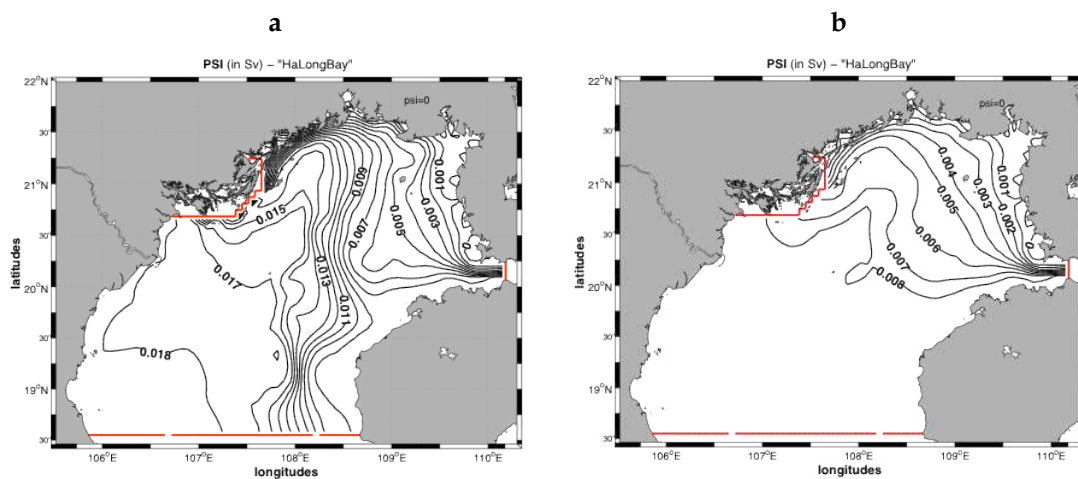 a
b
PSI (in Sv) – "HaLongBay"
PSI (in Sv) – "HaLongBay"
22°N
30'
21°N
30'
20°N
30'
19°N
30'
latitudes
106°E
107°E
108°E
109°E
110°E
longitudes
psi=0
0.009
0.001
0.015
0.007
0.005
0.003
0
0.017
0.013
0.011
0.018
22°N
30'
21°N
30'
20°N
30'
19°N
30'
latitudes
106°E
107°E
108°E
109°E
110°E
longitudes
psi=0
0.004
0.001
0.003
0.005
0.002
0.006
0
0.007
0.008